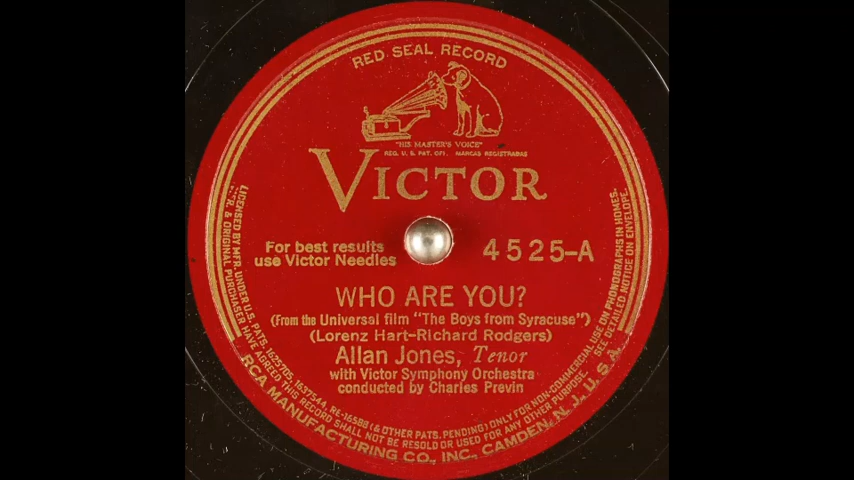 RED SEAL RECORD
"HIS MASTER'S VOICE"
REG. U. S. PAT. OFF. MARCAS REGISTRADAS
VICTOR
For best results
use Victor Needles
4525-A
WHO ARE YOU?
(From the Universal film "The Boys from Syracuse")
(Lorenz Hart-Richard Rodgers)
Allan Jones, Tenor
with Victor Symphony Orchestra
conducted by Charles Previn
LICENSED BY MFR. UNDER U.S. PATS. 1625705, 1637544, RE-16588 (& OTHER PATS. PENDING) ONLY FOR NON-COMMERCIAL USE ON PHONOGRAPHS IN HOMES.
MFR. & ORIGINAL PURCHASER HAVE AGREED THIS RECORD SHALL NOT BE RESOLD OR USED FOR ANY OTHER PURPOSE. SEE DETAILED NOTICE ON ENVELOPE.
RCA MANUFACTURING CO., INC., CAMDEN, N. J., U. S. A.